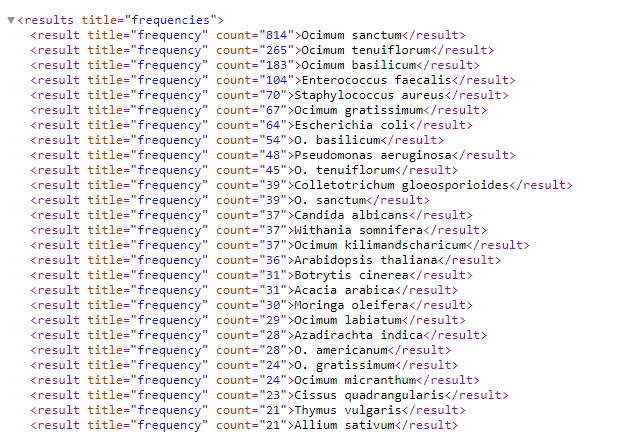 ▼<results title="frequencies">
<result title="frequency" count="814">Ocimum sanctum</result>
<result title="frequency" count="265">Ocimum tenuiflorum</result>
<result title="frequency" count="183">Ocimum basilicum</result>
<result title="frequency" count="104">Enterococcus faecalis</result>
<result title="frequency" count="70">Staphylococcus aureus</result>
<result title="frequency" count="67">Ocimum gratissimum</result>
<result title="frequency" count="64">Escherichia coli</result>
<result title="frequency" count="54">O. basilicum</result>
<result title="frequency" count="48">Pseudomonas aeruginosa</result>
<result title="frequency" count="45">O. tenuiflorum</result>
<result title="frequency" count="39">Colletotrichum gloeosporioides</result>
<result title="frequency" count="39">O. sanctum</result>
<result title="frequency" count="37">Candida albicans</result>
<result title="frequency" count="37">Withania somnifera</result>
<result title="frequency" count="37">Ocimum kilimandscharicum</result>
<result title="frequency" count="36">Arabidopsis thaliana</result>
<result title="frequency" count="31">Botrytis cinerea</result>
<result title="frequency" count="31">Acacia arabica</result>
<result title="frequency" count="30">Moringa oleifera</result>
<result title="frequency" count="29">Ocimum labiatum</result>
<result title="frequency" count="28">Azadirachta indica</result>
<result title="frequency" count="28">O. americanum</result>
<result title="frequency" count="24">O. gratissimum</result>
<result title="frequency" count="24">Ocimum micranthum</result>
<result title="frequency" count="23">Cissus quadrangularis</result>
<result title="frequency" count="21">Thymus vulgaris</result>
<result title="frequency" count="21">Allium sativum</result>